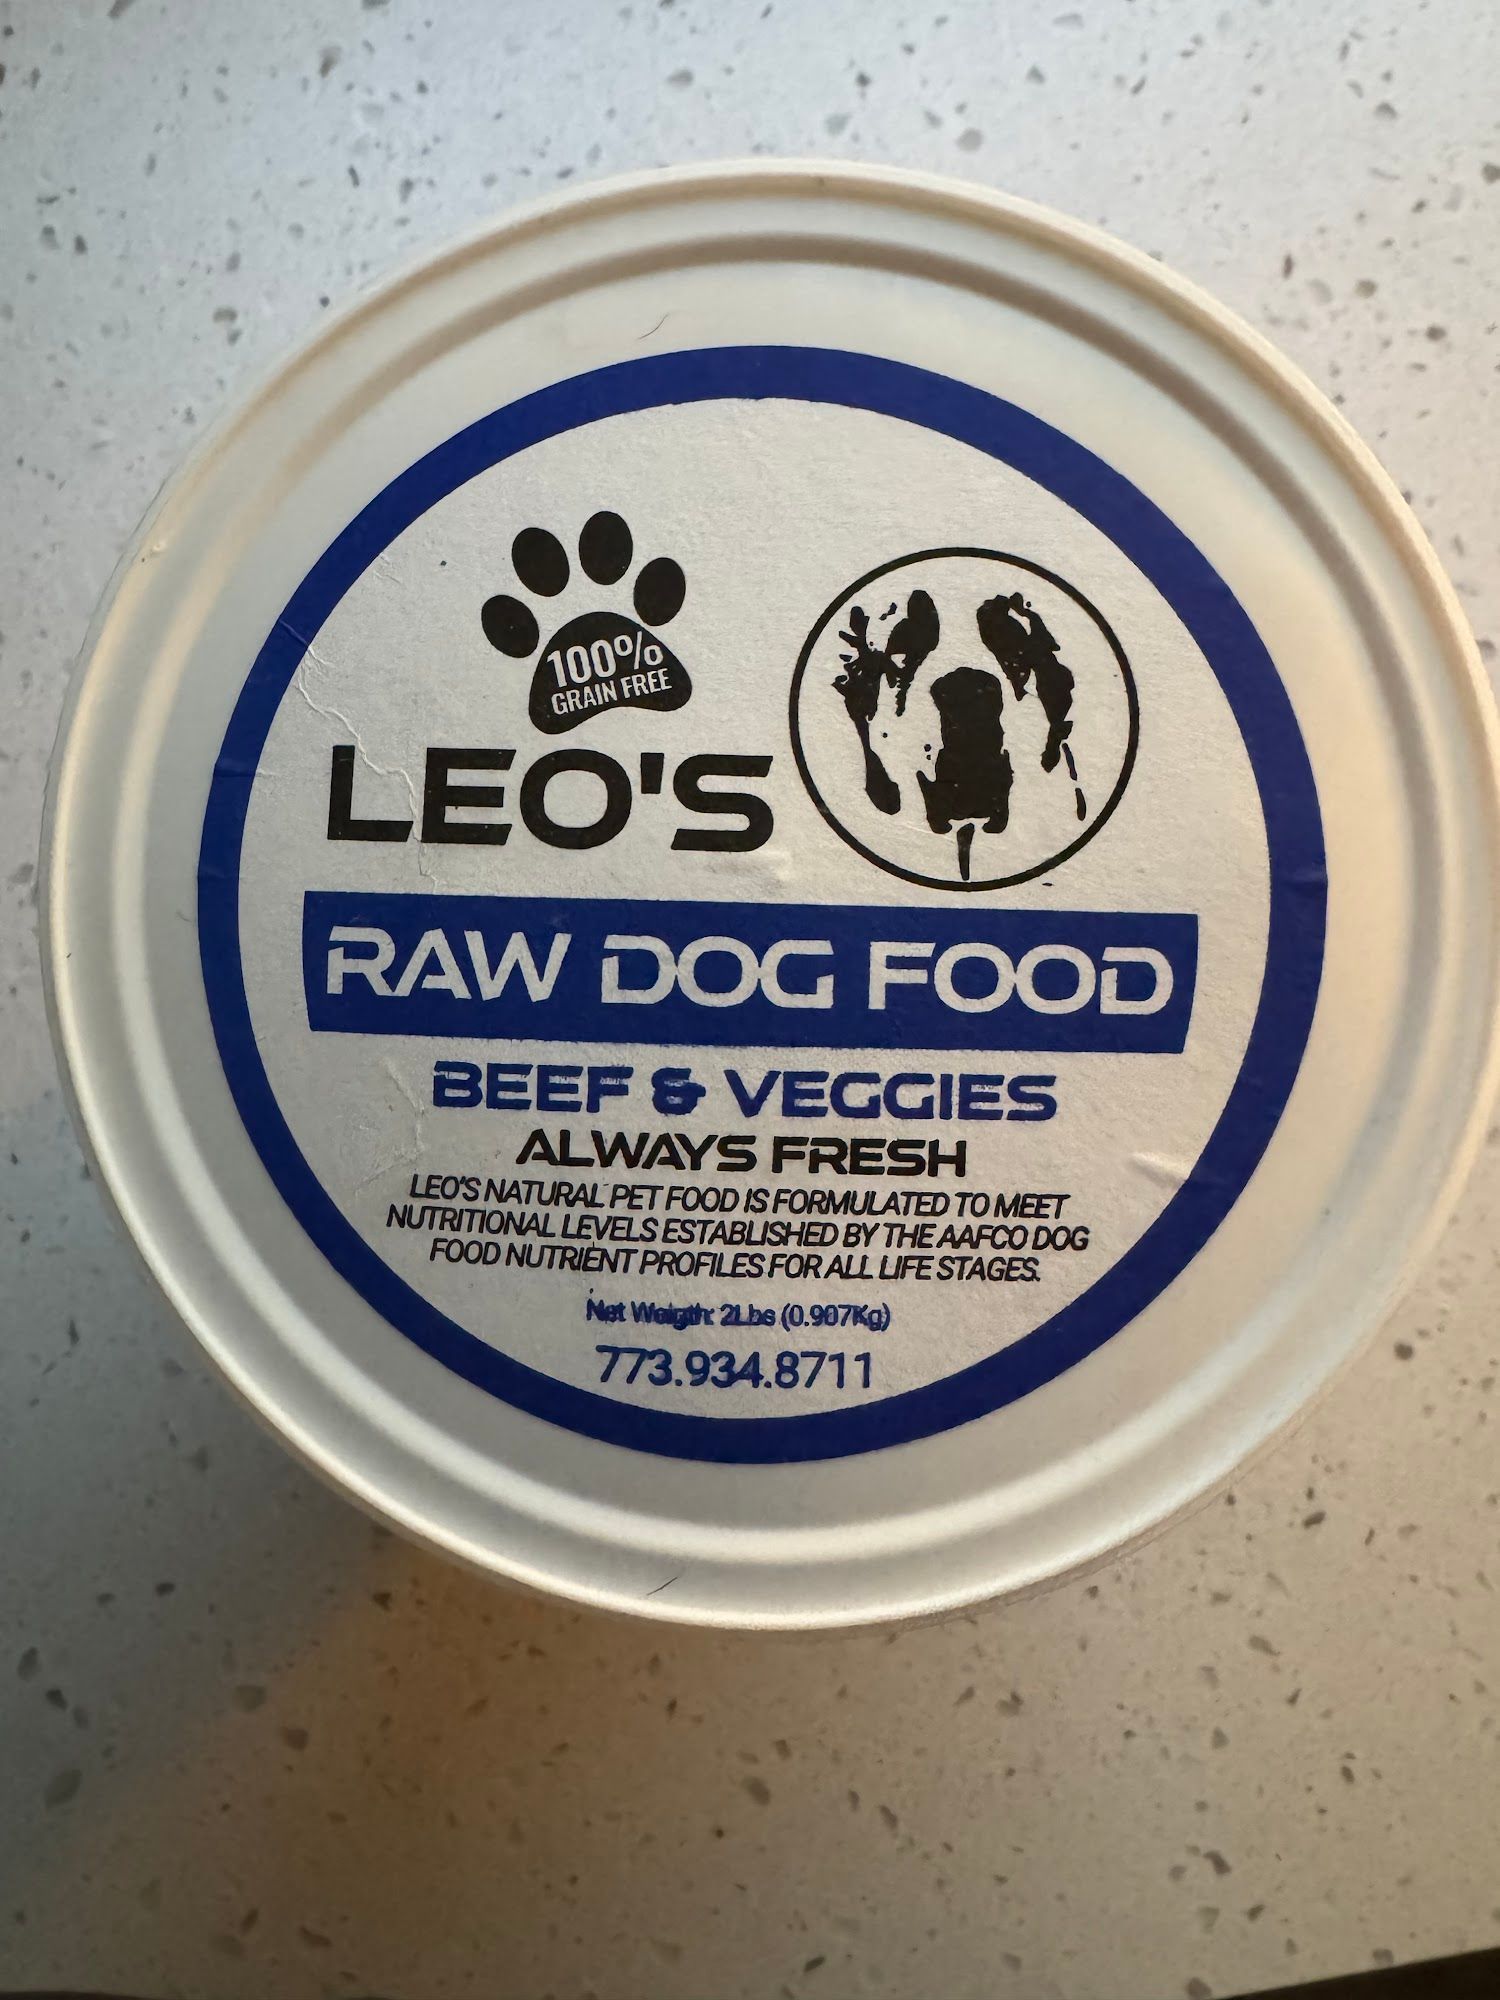 100%
GRAIN FREE
LEO'S
RAW DOG FOOD
BEEF & VEGGIES
ALWAYS FRESH
LEO'S NATURAL PET FOOD IS FORMULATED TO MEET
NUTRITIONAL LEVELS ESTABLISHED BY THE AAFCO DOG
FOOD NUTRIENT PROFILES FOR ALL LIFE STAGES.
Net Weigth: 2Lbs (0.907Kg)
773.934.8711